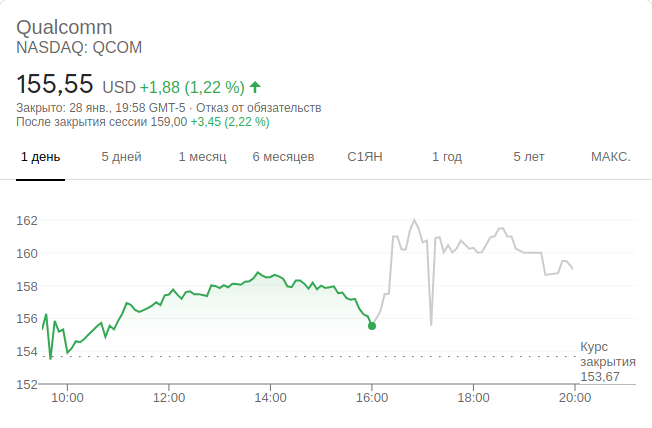 Qualcomm
NASDAQ: QCOM
155,55 USD +1,88 (1,22 %)
Закрыто: 28 янв., 19:58 GMT-5 · Отказ от обязательств
После закрытия сессии 159,00 +3,45 (2,22 %)
1 день 5 дней 1 месяц 6 месяцев С1ЯН 1 год 5 лет МАКС.
162
160
158
156
154
152
Курс
закрытия
153,67
10:00 12:00 14:00 16:00 18:00 20:00